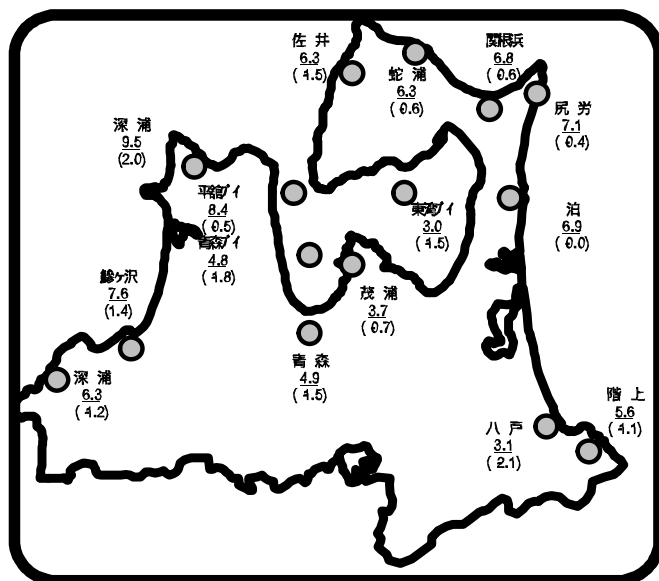 佐 井
6.3
(-1.5)
蛇 浦
6.3
(-0.6)
関根浜
6.8
(-0.6)
尻 労
7.1
(-0.4)
深 浦
9.5
(2.0)
平舘ブイ
8.4
(-0.5)
青森ブイ
4.8
(-1.8)
東湾ブイ
3.0
(-1.5)
泊
6.9
(-0.0)
鰺ヶ沢
7.6
(1.4)
茂 浦
3.7
(-0.7)
青 森
4.9
(-1.5)
深 浦
6.3
(-1.2)
八 戸
3.1
(-2.1)
階 上
5.6
(-1.1)